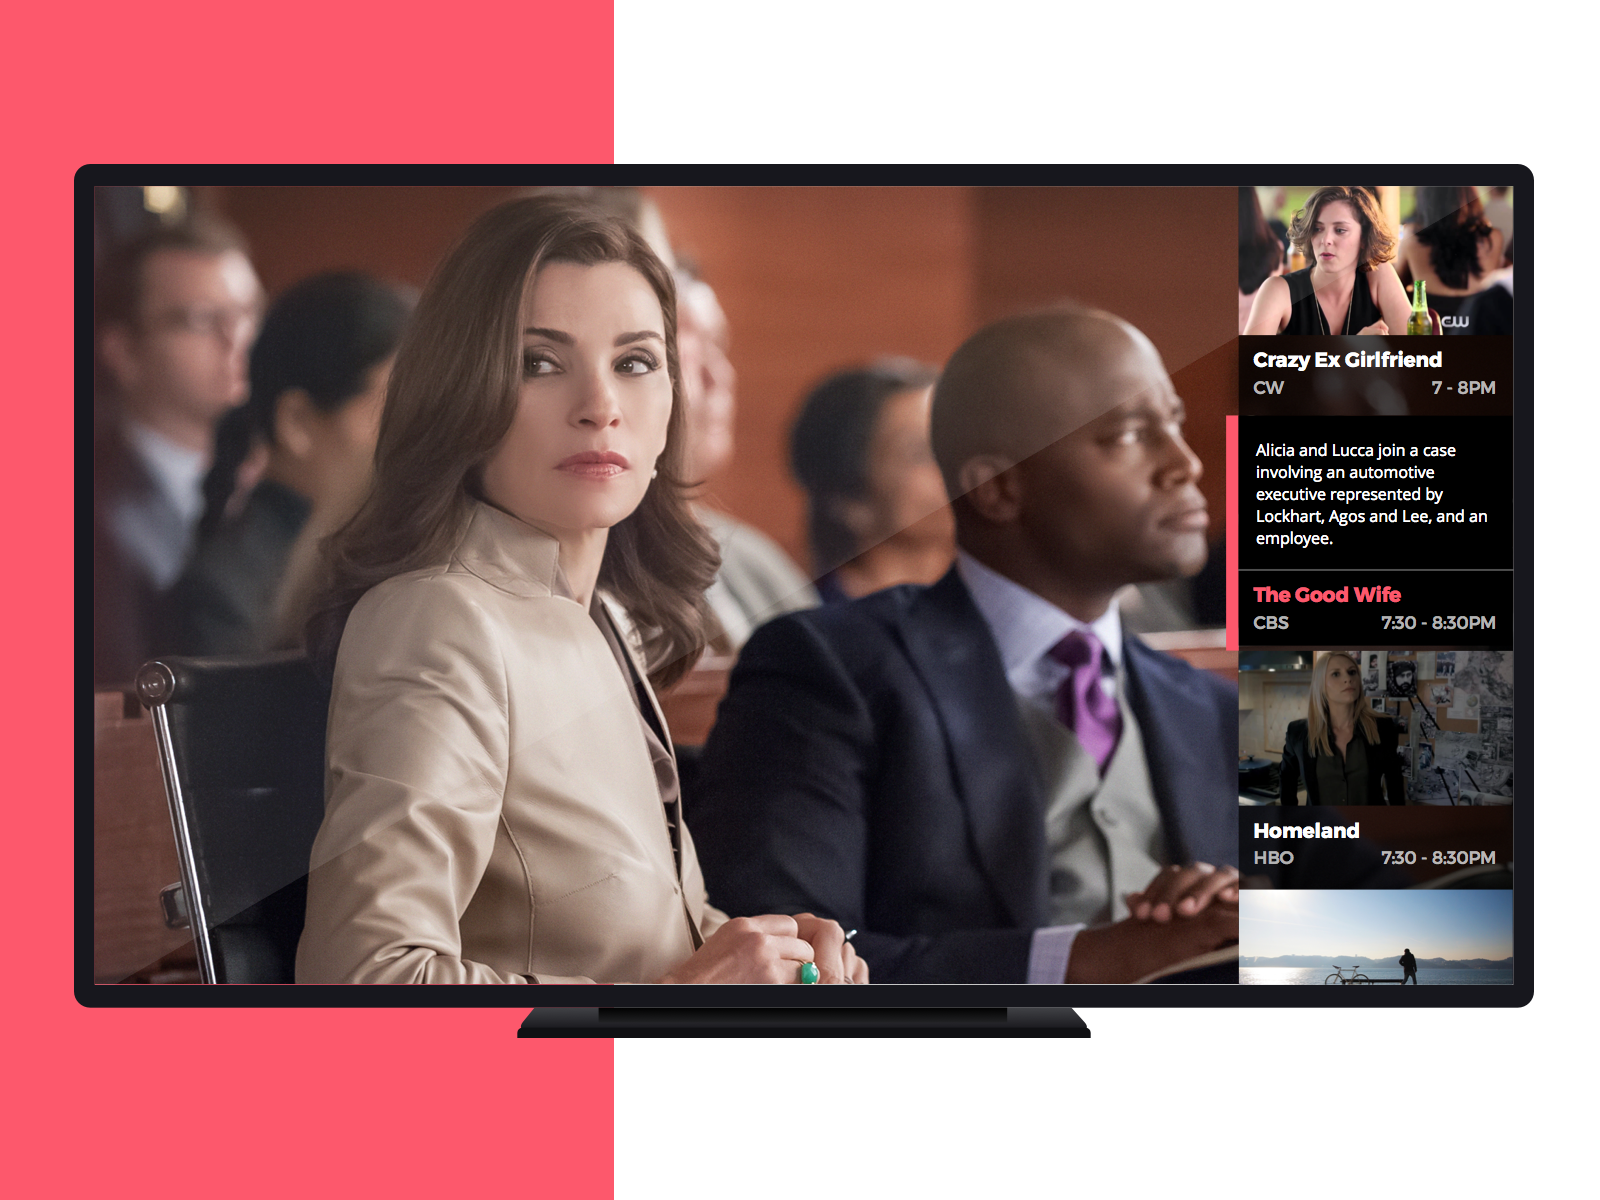 CW
Crazy Ex Girlfriend
CW 7 - 8PM
Alicia and Lucca join a case
involving an automotive
executive represented by
Lockhart, Agos and Lee, and an
employee.
The Good Wife
CBS 7:30 - 8:30PM
Homeland
HBO 7:30 - 8:30PM